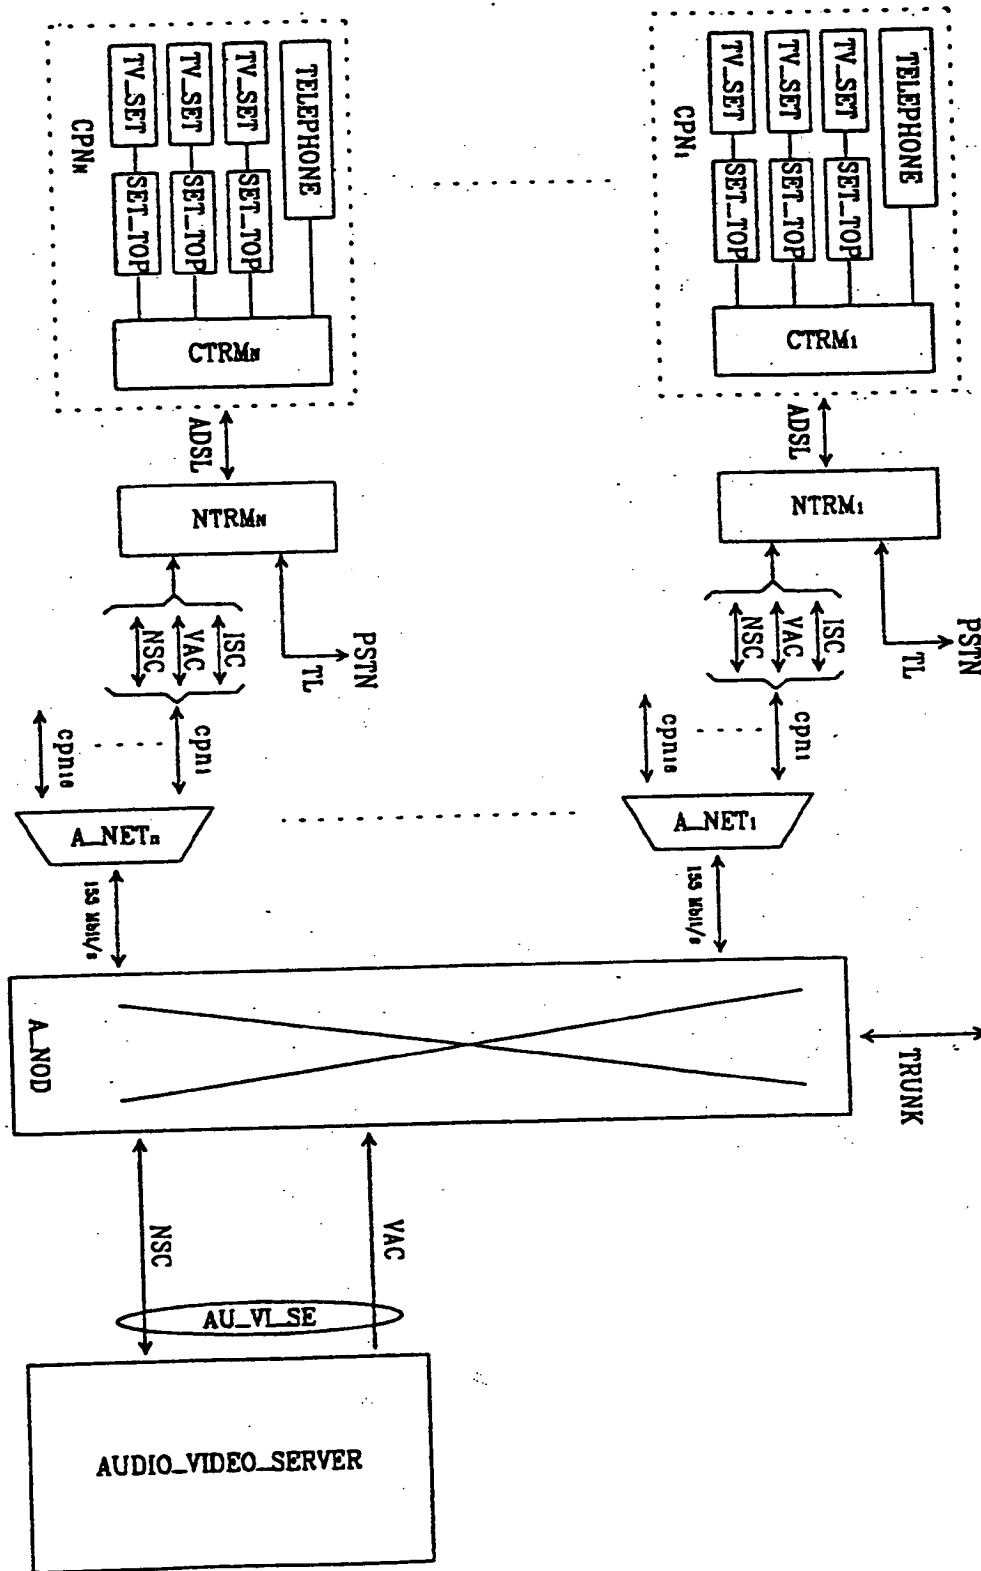 TV_SET
TV_SET
TV_SET
TELEPHONE
SET_TOP
SET_TOP
SET_TOP
CPNN
CTRMN
ADSL
NTRMN
NSC
VAC
ISC
TL
PSTN
cpn16
cpn1
A_NETn
155 Mbit/s
TV_SET
TV_SET
TV_SET
TELEPHONE
SET_TOP
SET_TOP
SET_TOP
CPN1
CTRM1
ADSL
NTRM1
NSC
VAC
ISC
TL
PSTN
cpn16
cpn1
A_NET1
155 Mbit/s
A_NOD
TRUNK
NSC
VAC
AU_VI_SE
AUDIO_VIDEO_SERVER